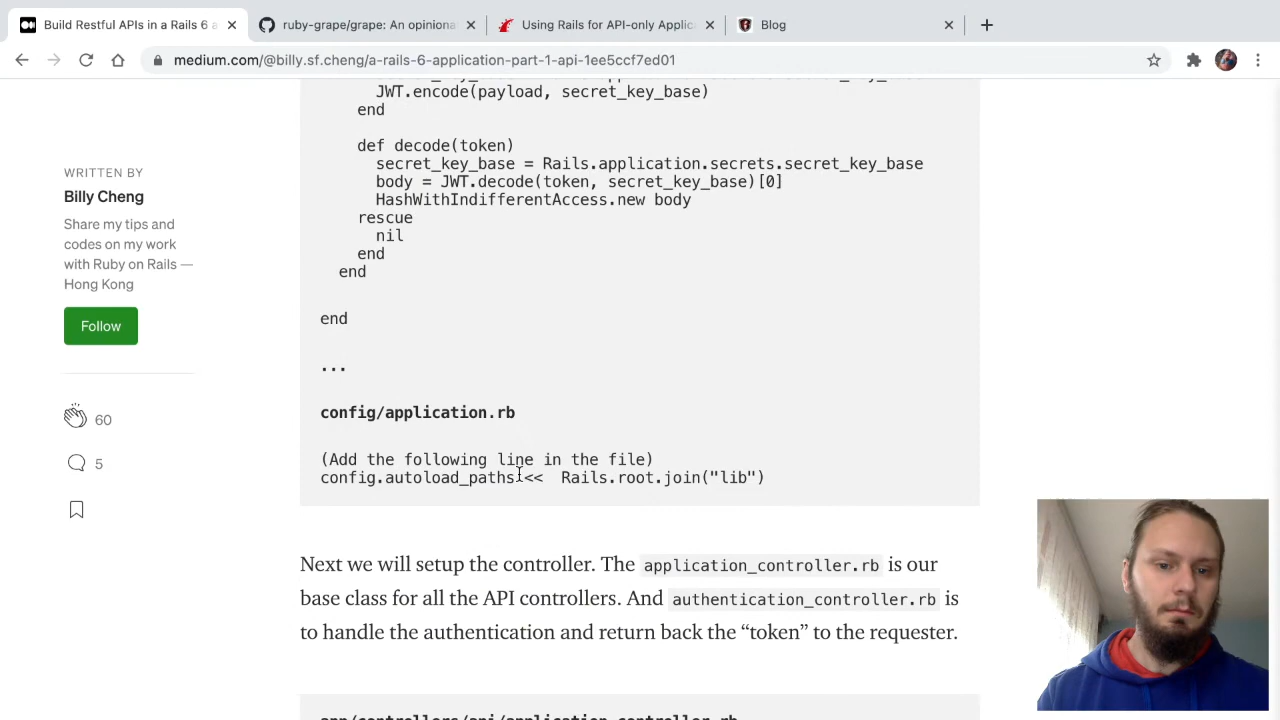 Build Restful APIs in a Rails 6 a
ruby-grape/grape: An opinionat
Using Rails for API-only Applic
Blog
medium.com/@billy.sf.cheng/a-rails-6-application-part-1-api-1ee5ccf7ed01
JWT.encode(payload, secret_key_base)
end
def decode(token)
secret_key_base = Rails.application.secrets.secret_key_base
body = JWT.decode(token, secret_key_base)[0]
HashWithIndifferentAccess.new body
rescue
nil
end
end
end
...
config/application.rb
(Add the following line in the file)
config.autoload_paths << Rails.root.join("lib")
WRITTEN BY
Billy Cheng
Share my tips and
codes on my work
with Ruby on Rails —
Hong Kong
Follow
60
5
Next we will setup the controller. The application_controller.rb is our
base class for all the API controllers. And authentication_controller.rb is
to handle the authentication and return back the “token” to the requester.
app/controllers/api/application_controller.rb